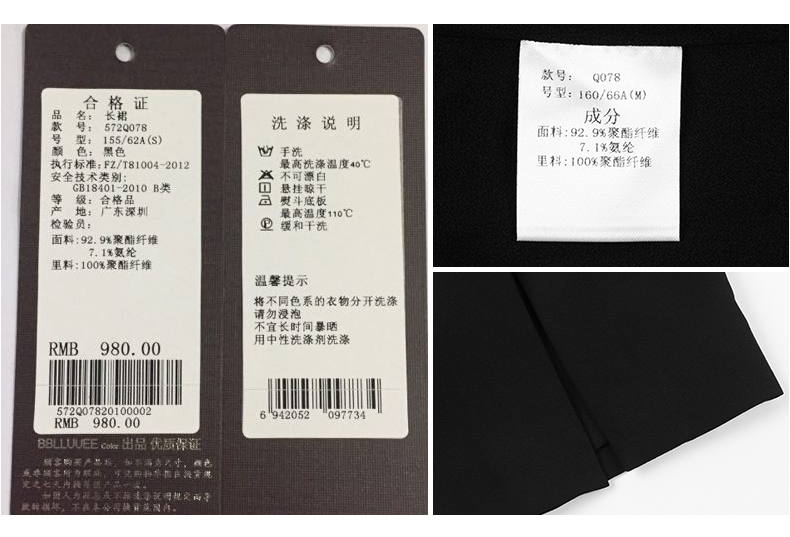 合格证
品　名： 长裙
款　号： 572Q078
号　型：155/62A(S)
颜　色：黑色
执行标准:FZ/T81004-2012
安全技术类别:
GB18401-2010 B类
等　级：合格品
产　地：广东深圳
检验员：
面料:92.9%聚酯纤维
7.1%氨纶
里料:100%聚酯纤维
RMB 980.00
572Q07820100002
RMB 980.00
88LLUUEE Color 出品 优质保证
洗涤说明
手洗
最高洗涤温度40℃
不可漂白
悬挂晾干
熨斗底板
最高温度110℃
缓和干洗
温馨提示
将不同色系的衣物分开洗涤
请勿浸泡
不宜长时间暴晒
用中性洗涤剂洗涤
6 942052 097734
款号： Q078
号型：160/66A(M)
成分
面料:92.9%聚酯纤维
7.1%氨纶
里料:100%聚酯纤维